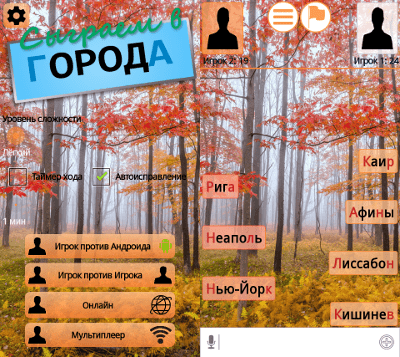 Сыграем в
ГОРОДА
Уровень сложности
Легкий
Таймер хода
Автоисправление
1 мин
Игрок против Андроида
Игрок против Игрока
Онлайн
Мультиплеер
Игрок 2: 19
Игрок 1: 24
Каир
Рига
Афины
Неаполь
Лиссабон
Нью-Йорк
Кишинев